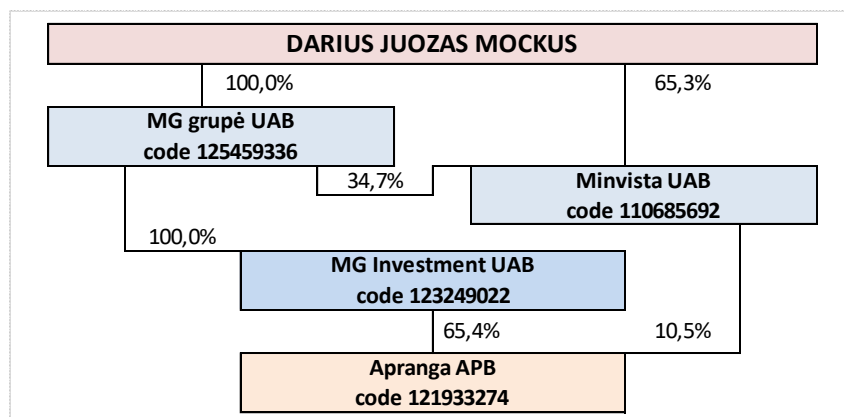 DARIUS JUOZAS MOCKUS
100,0%
65,3%
MG grupė UAB
code 125459336
34,7%
Minvista UAB
code 110685692
100,0%
MG Investment UAB
code 123249022
65,4%
10,5%
Apranga APB
code 121933274